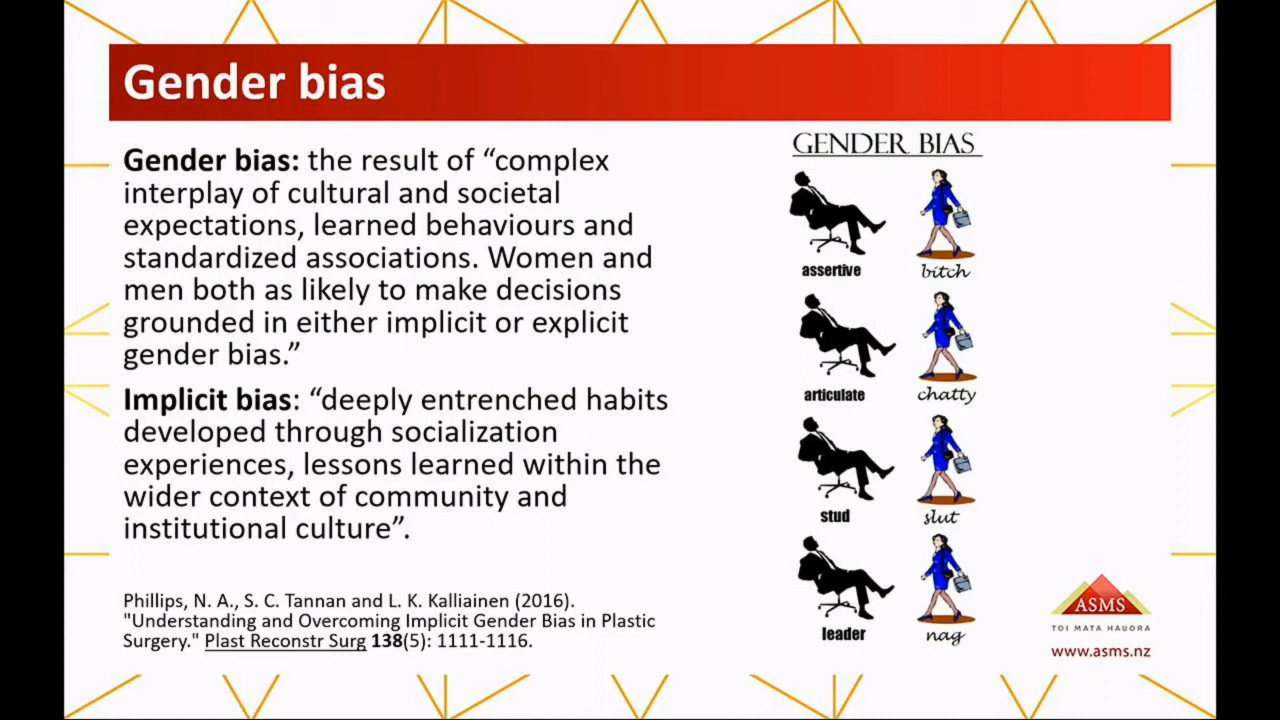 Gender bias
Gender bias: the result of “complex
interplay of cultural and societal
expectations, learned behaviours and
standardized associations. Women and
men both as likely to make decisions
grounded in either implicit or explicit
gender bias.”
Implicit bias: “deeply entrenched habits
developed through socialization
experiences, lessons learned within the
wider context of community and
institutional culture”.
Phillips, N. A., S. C. Tannan and L. K. Kalliainen (2016).
"Understanding and Overcoming Implicit Gender Bias in Plastic
Surgery." Plast Reconstr Surg 138(5): 1111-1116.
GENDER BIAS
assertive bitch
articulate chatty
stud slut
leader nag
ASMS
TOI MATA HAUORA
www.asms.nz